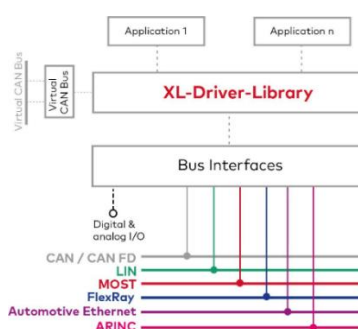 Application 1
Application n
Virtual CAN Bus
Virtual
CAN Bus
XL-Driver-Library
Bus Interfaces
Digital &
analog I/O
CAN / CAN FD
LIN
MOST
FlexRay
Automotive Ethernet
ARINC